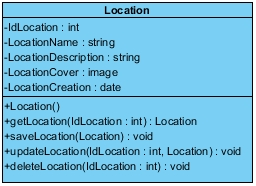 Location
-IdLocation : int
-LocationName : string
-LocationDescription : string
-LocationCover : image
-LocationCreation : date
+Location()
+getLocation(IdLocation : int) : Location
+saveLocation(Location) : void
+updateLocation(IdLocation : int, Location) : void
+deleteLocation(IdLocation : int) : void